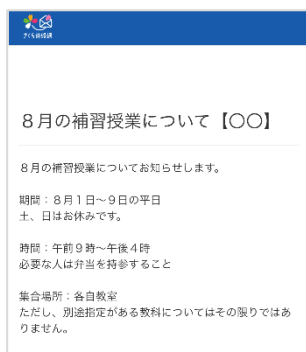 さくら連絡網
８月の補習授業について【〇〇】
８月の補習授業についてお知らせします。
期間：８月１日～９日の平日
土、日はお休みです。
時間：午前９時～午後４時
必要な人は弁当を持参すること
集合場所：各自教室
ただし、別途指定がある教科についてはその限りではあ
りません。